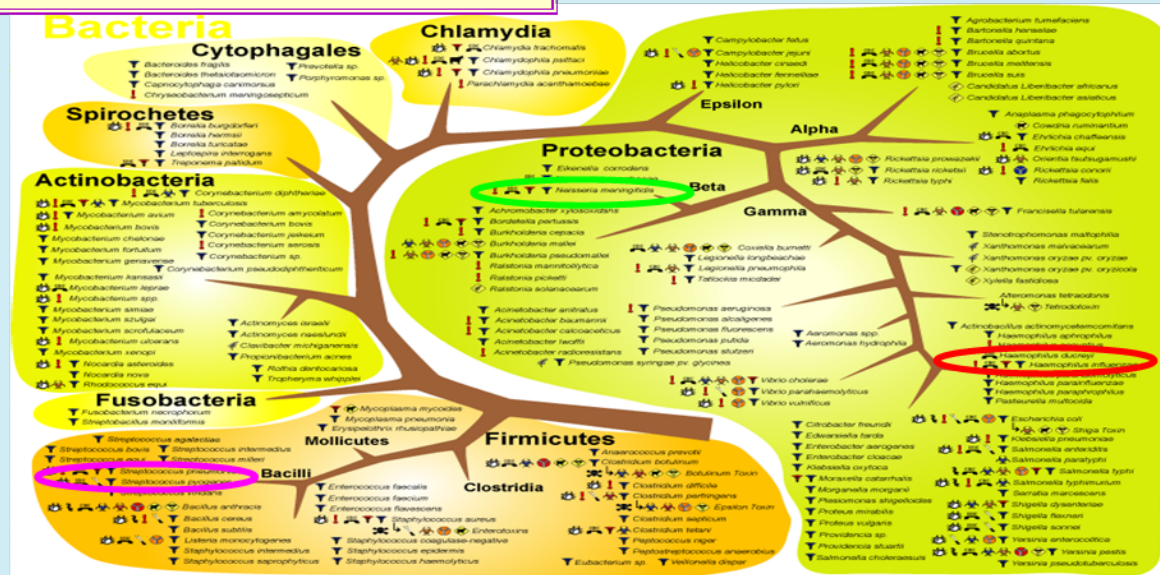 Bacteria
Cytophagales
Bacteroides fragilis
Prevotella sp.
Bacteroides thetaiotaomicron
Porphyromonas sp.
Capnocytophaga canimorsus
Chryseobacterium meningosepticum
Chlamydia
Chlamydia trachomatis
Chlamydophila psittaci
Chlamydophila pneumoniae
Parachlamydia acanthamoebae
Spirochetes
Borrelia burgdorferi
Borrelia hermsii
Borrelia turicatae
Leptospira interrogans
Treponema pallidum
Actinobacteria
Corynebacterium diphtheriae
Mycobacterium tuberculosis
Mycobacterium avium
Mycobacterium bovis
Mycobacterium chelonae
Mycobacterium fortuitum
Mycobacterium genavense
Corynebacterium amycolatum
Corynebacterium bovis
Corynebacterium jeikeium
Corynebacterium xerosis
Corynebacterium sp.
Corynebacterium pseudodiphtheriticum
Mycobacterium kansasii
Mycobacterium leprae
Mycobacterium spp.
Mycobacterium simiae
Mycobacterium szulgai
Mycobacterium scrofulaceum
Mycobacterium ulcerans
Mycobacterium xenopi
Nocardia asteroides
Nocardia nova
Rhodococcus equi
Actinomyces israelii
Actinomyces naeslundii
Clavibacter michiganensis
Propionibacterium acnes
Rothia dentocariosa
Tropheryma whipplei
Fusobacteria
Fusobacterium necrophorum
Streptobacillus moniliformis
Mycoplasma mycoides
Mycoplasma pneumonia
Erysipelothrix rhusiopathiae
Mollicutes
Firmicutes
Bacilli
Clostridia
Streptococcus agalactiae
Streptococcus bovis
Streptococcus intermedius
Streptococcus equi
Streptococcus milleri
Streptococcus pyogenes
Bacillus anthracis
Bacillus cereus
Bacillus subtilis
Listeria monocytogenes
Staphylococcus intermedius
Staphylococcus saprophyticus
Enterococcus faecalis
Enterococcus faecium
Enterococcus flavescens
Staphylococcus aureus
Enterotoxins
Staphylococcus coagulase-negative
Staphylococcus epidermis
Staphylococcus haemolyticus
Anaerococcus prevotii
Clostridium botulinum
Botulinum Toxin
Clostridium difficile
Clostridium perfringens
Epsilon Toxin
Clostridium septicum
Clostridium tetani
Peptococcus niger
Peptostreptococcus anaerobius
Eubacterium sp.
Veillonella dispar
Proteobacteria
Epsilon
Alpha
Beta
Gamma
Campylobacter fetus
Campylobacter jejuni
Helicobacter cinaedi
Helicobacter fennelliae
Helicobacter pylori
Agrobacterium tumefaciens
Bartonella henselae
Bartonella quintana
Brucella abortus
Brucella melitensis
Brucella suis
Candidatus Liberibacter africanus
Candidatus Liberibacter asiaticus
Anaplasma phagocytophilum
Cowdria ruminantium
Ehrlichia chaffeensis
Ehrlichia equi
Orientia tsutsugamushi
Rickettsia conorii
Rickettsia felis
Rickettsia prowazekii
Rickettsia rickettsii
Rickettsia typhi
Eikenella corrodens
Neisseria meningitidis
Achromobacter xylosoxidans
Bordetella pertussis
Burkholderia cepacia
Burkholderia mallei
Burkholderia pseudomallei
Ralstonia mannitolilytica
Ralstonia picketti
Ralstonia solanacearum
Coxiella burnetti
Legionella longbeachae
Legionella pneumophila
Tatlockis micdader
Francisella tularensis
Stenotrophomonas maltophilia
Xanthomonas malvacearum
Xanthomonas oryzae pv. oryzae
Xanthomonas oryzae pv. oryzicola
Xylella fastidiosa
Alteromonas tetraodonis
Tetrodotoxin
Acinetobacter anitratus
Acinetobacter baumannii
Acinetobacter calcoaceticus
Acinetobacter lwoffii
Acinetobacter radioresistans
Pseudomonas aeruginosa
Pseudomonas alcaligenes
Pseudomonas fluorescens
Pseudomonas putida
Pseudomonas stutzeri
Pseudomonas syringae pv. glycinea
Aeromonas spp.
Aeromonas hydrophila
Actinobacillus actinomycetemcomitans
Haemophilus aphrophilus
Haemophilus ducreyi
Haemophilus influenzae
Haemophilus parainfluenzae
Haemophilus paraphrophilus
Pasteurella multocida
Vibrio cholerae
Vibrio parahaemolyticus
Vibrio vulnificus
Citrobacter freundi
Edwarsiella tarda
Enterobacter aerogenes
Enterobacter cloacae
Klebsiella oxytoca
Moraxella catarrhalis
Morganella morganii
Plasiomonas shigelloides
Proteus mirabilis
Proteus vulgaris
Providencia sp.
Providencia stuartii
Salmonella choleraesuis
Escherichia coli
Shiga Toxin
Klebsiella pneumoniae
Salmonella enteritidis
Salmonella paratyphi
Salmonella typhi
Salmonella typhimurium
Serratia marcescens
Shigella dysenteriae
Shigella flexneri
Shigella sonnei
Yersinia enterocolitica
Yersinia pestis
Yersinia pseudotuberculosis